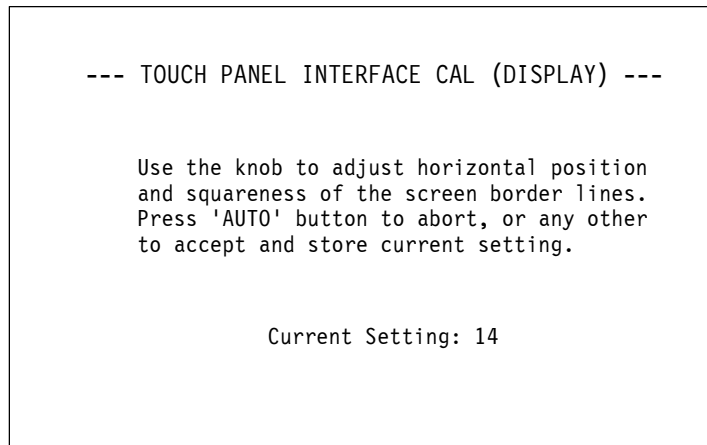 --- TOUCH PANEL INTERFACE CAL (DISPLAY) ---
Use the knob to adjust horizontal position
and squareness of the screen border lines.
Press 'AUTO' button to abort, or any other
to accept and store current setting.
Current Setting: 14